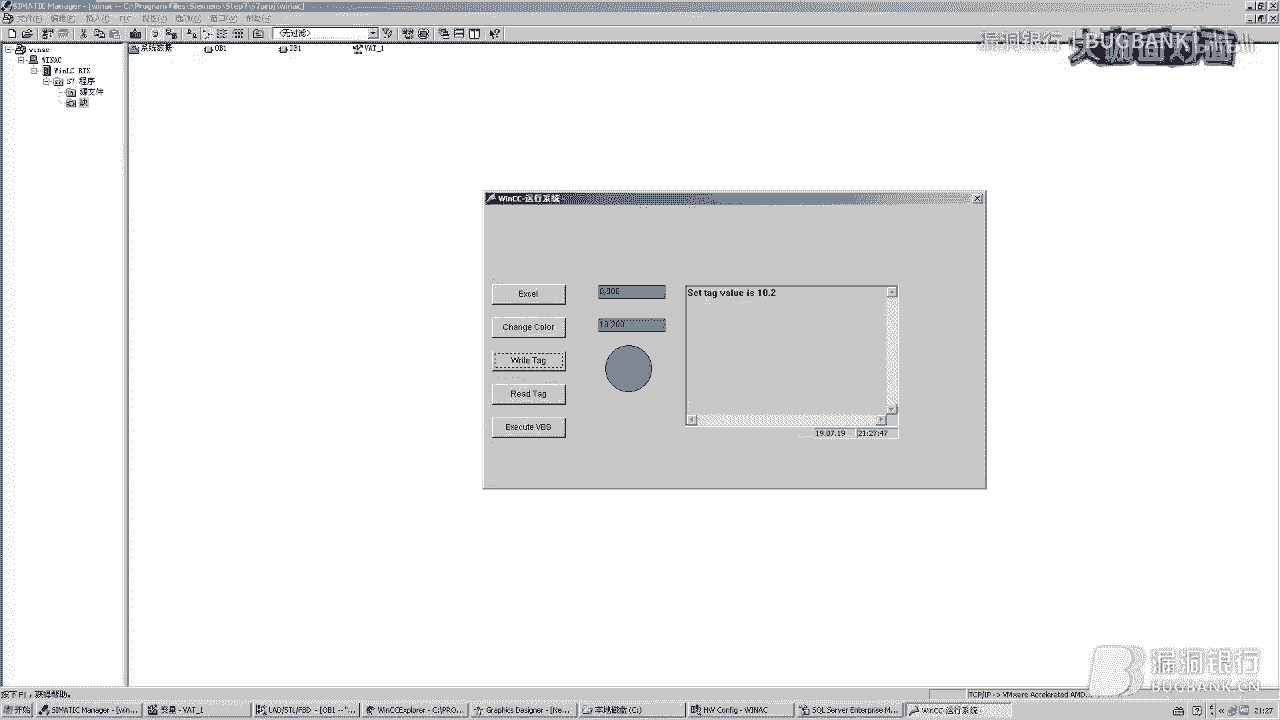 SIMATIC Manager - [winac -- C:\Program Files\Siemens\Step7\s7proj\winac]
文件(F) 编辑(E) 插入(I) PLC 视图(V) 选项(O) 窗口(W) 帮助(H)
<无过滤>
漏洞银行 | BUGBANK |
大咖面对面
winac
WINAC
WinLC RTX
S7 程序
源文件
块
系统数据
OB1
DB1
VAT_1
WinCC-运行系统
Excel
0.000
Set tag value is 10.2
Change Color
10.200
Write Tag
Read Tag
Execute VBS
19.07.19
21:27:47
漏洞银行
BUGBANK.CN
按下 F1，获得帮助。
TCP/IP -> VMware Accelerated AMD...
开始
SIMATIC Manager - [win...
变量 - VAT_1
LAD/STL/FBD - [OB1 -- "...
WinCCExplorer - C:\PRO...
Graphics Designer - [Ne...
本地磁盘 (C:)
HW Config - WINAC
SQL Server Enterprise M...
WinCC-运行系统
21:27